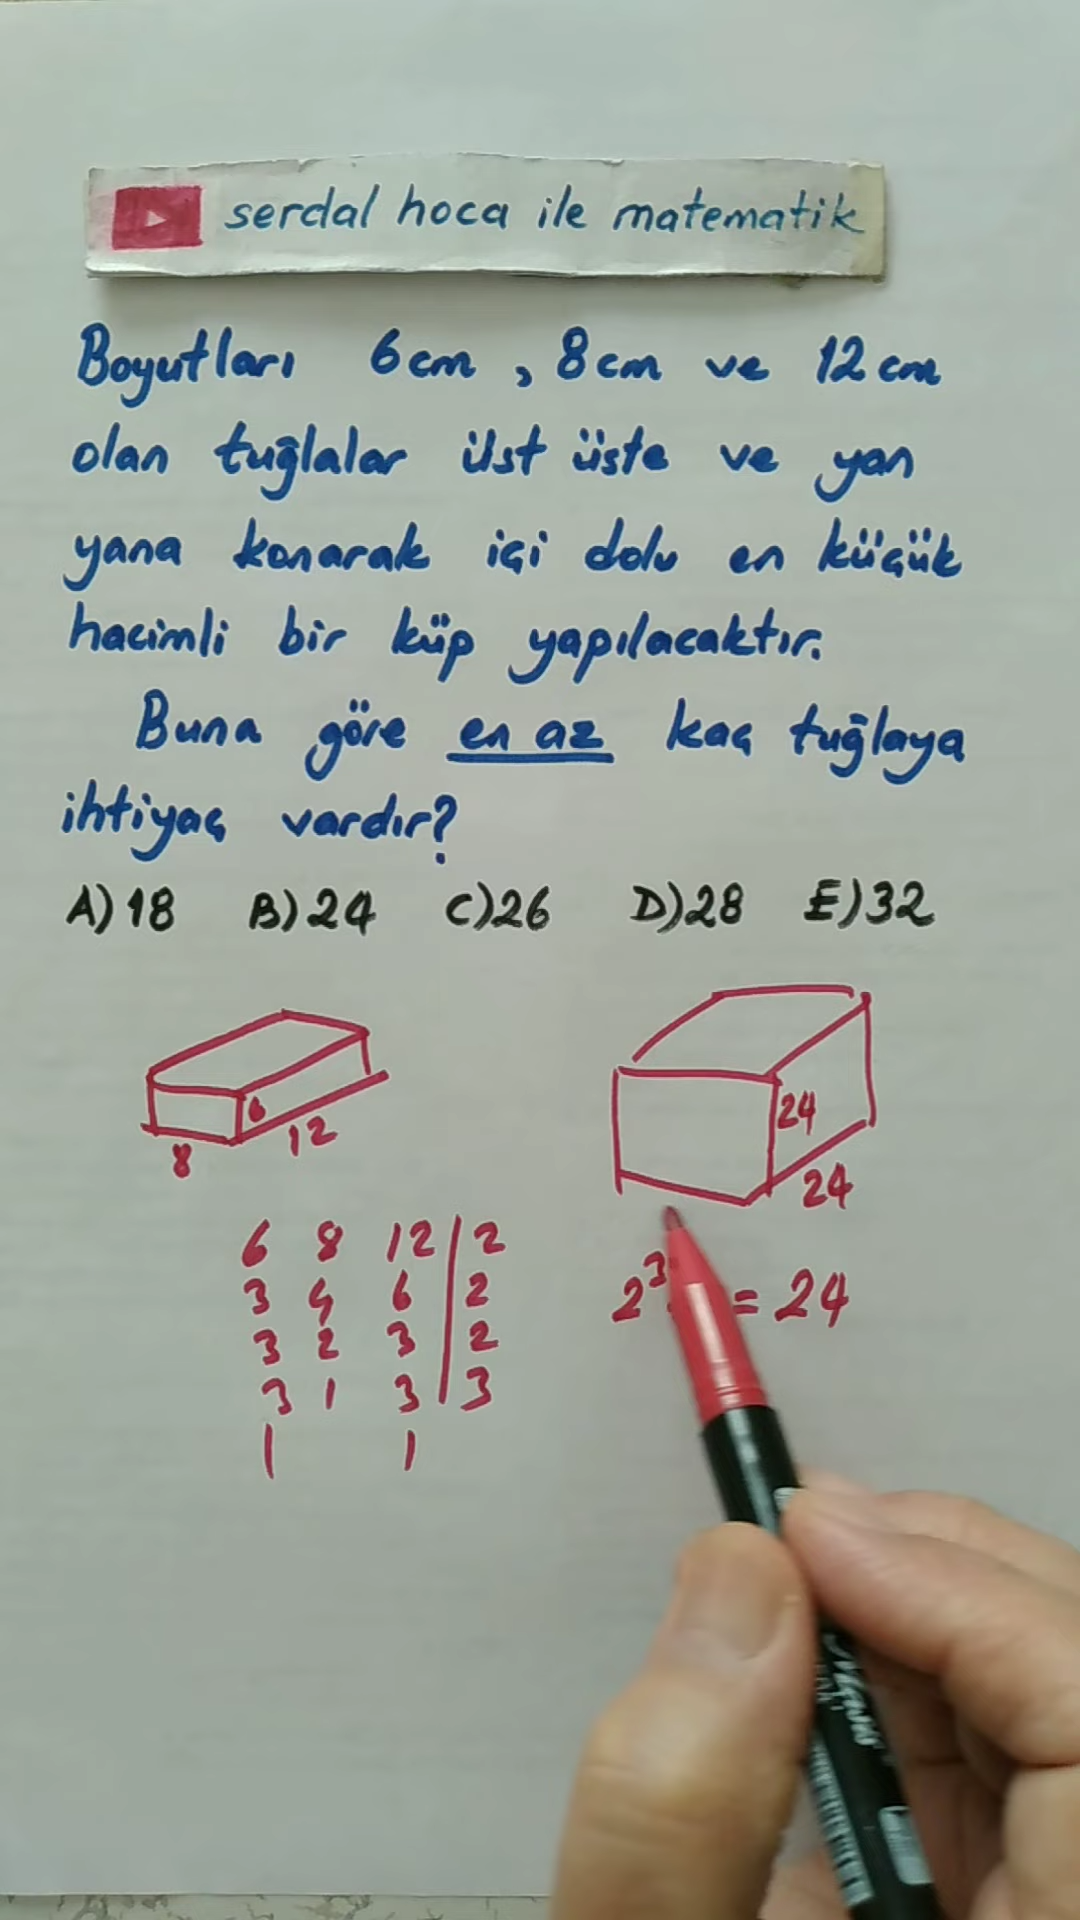 serdal hoca ile matematik
Boyutları 6cm, 8cm ve 12cm
olan tuğlalar üst üste ve yan
yana konarak içi dolu en küçük
hacimli bir küp yapılacaktır.
Buna göre en az kaç tuğlaya
ihtiyaç vardır?
A)18 B)24 C)26 D)28 E)32
6
8
12
24
24
6 8 12 | 2
3 4 6 | 2
3 2 3 | 2
3 1 3 | 3
1 1
2³ = 24